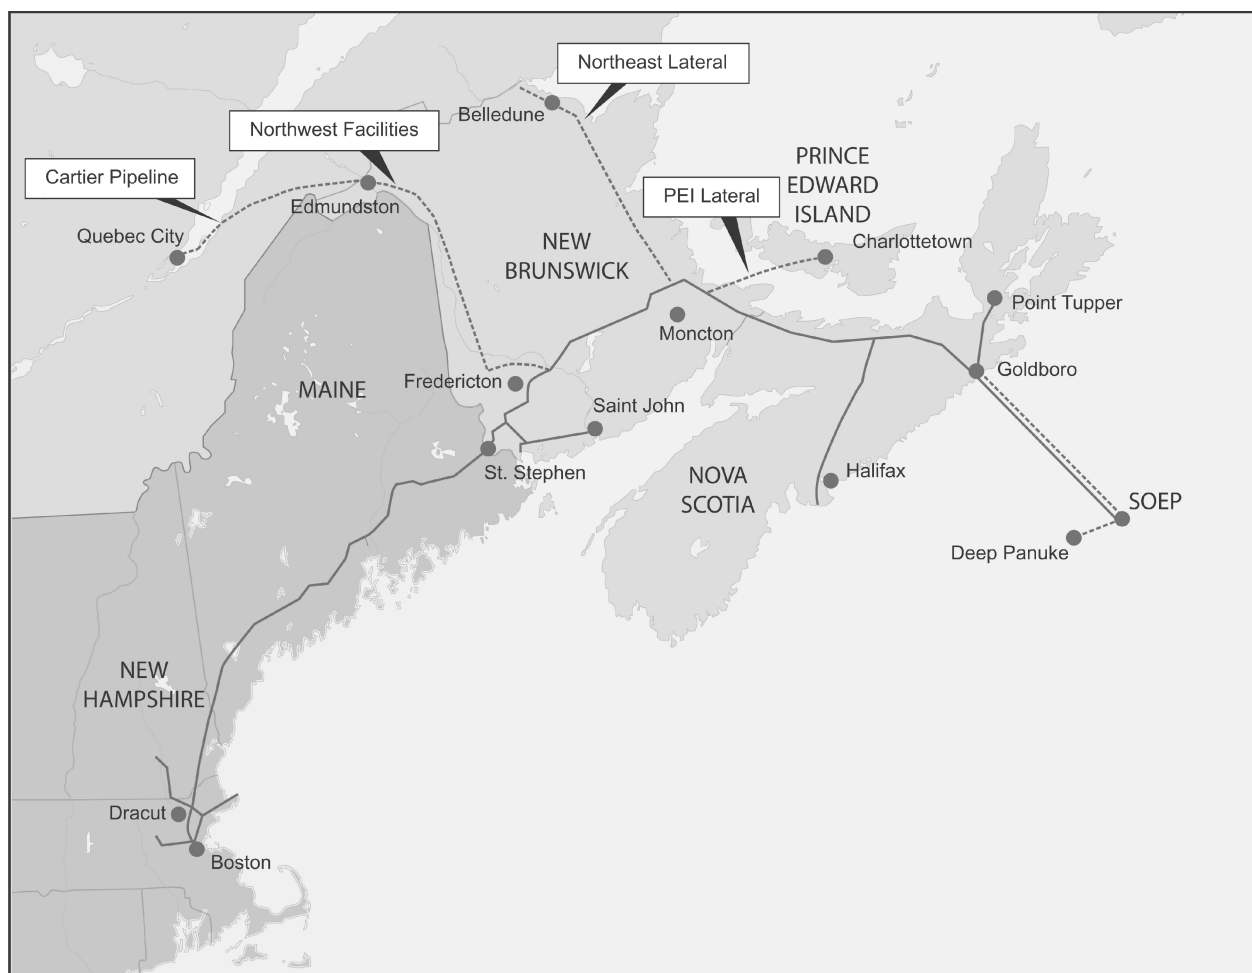 Northeast Lateral
Belledune
Northwest Facilities
PRINCE
EDWARD
ISLAND
Cartier Pipeline
PEI Lateral
Edmundston
Quebec City
Charlottetown
NEW
BRUNSWICK
Point Tupper
Moncton
Goldboro
MAINE
Fredericton
Saint John
St. Stephen
NOVA
SCOTIA
Halifax
SOEP
Deep Panuke
NEW
HAMPSHIRE
Dracut
Boston